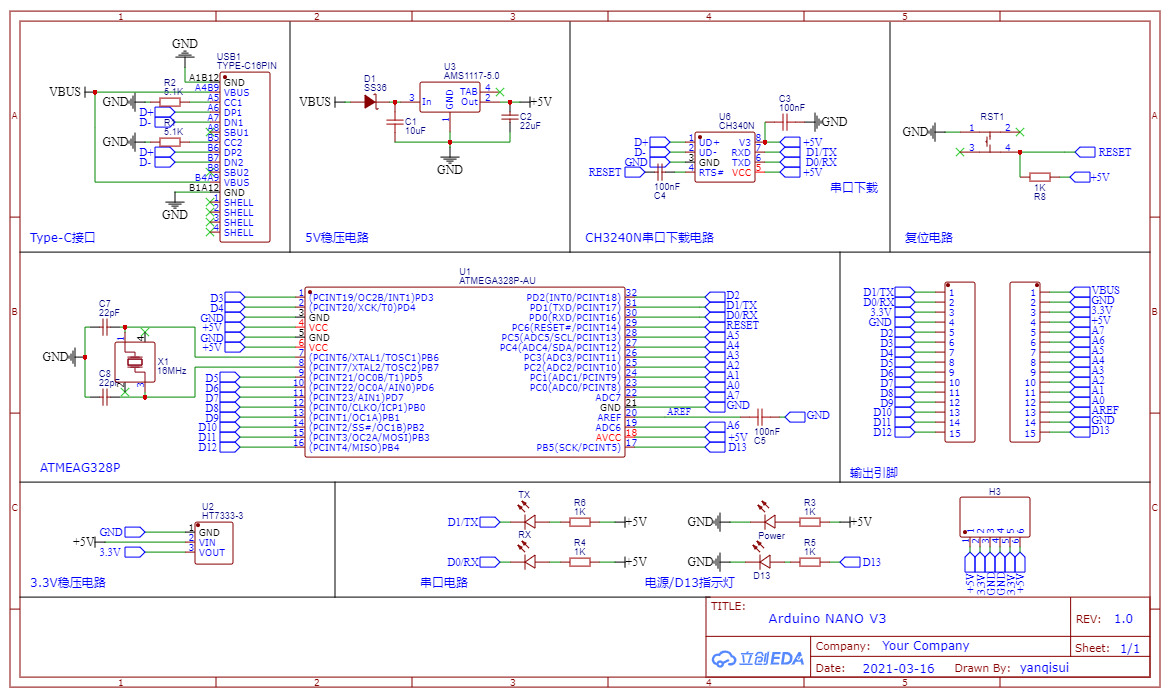 1 2 3 4 5
A
GND
USB1
TYPE-C16PIN
VBUS
R2
5.1K
GND
D+
D-
5.1K
GND
D+
D-
GND
A1B12 GND
A4B9 VBUS
A5 CC1
A6 DP1
A7 DN1
A8 SBU1
B5 CC2
B6 DP2
B7 DN2
B8 SBU2
B4A9 VBUS
B1A12 GND
1 SHELL
2 SHELL
3 SHELL
4 SHELL
Type-C接口
D1
SS36
VBUS
U3
AMS1117-5.0
3 In
GND
1
TAB 4
Out 2
+5V
C1
10uF
C2
22uF
GND
5V稳压电路
C3
100nF
GND
U6
CH340N
D+ 1 UD+
D- 2 UD-
GND 3 GND
RESET 4 RTS#
V3 8 +5V
RXD 7 D1/TX
TXD 6 D0/RX
VCC 5 +5V
100nF
C4
串口下载
CH3240N串口下载电路
RST1
GND
1 2
3 4
RESET
1K
R8
+5V
复位电路
A
B
U1
ATMEGA328P-AU
D3 1 (PCINT19/OC2B/INT1)PD3
D4 2 (PCINT20/XCK/T0)PD4
GND 3 GND
+5V 4 VCC
GND 5 GND
+5V 6 VCC
7 (PCINT6/XTAL1/TOSC1)PB6
8 (PCINT7/XTAL2/TOSC2)PB7
D5 9 (PCINT21/OC0B/T1)PD5
D6 10 (PCINT22/OC0A/AIN0)PD6
D7 11 (PCINT23/AIN1)PD7
D8 12 (PCINT0/CLKO/ICP1)PB0
D9 13 (PCINT1/OC1A)PB1
D10 14 (PCINT2/SS#/OC1B)PB2
D11 15 (PCINT3/OC2A/MOSI)PB3
D12 16 (PCINT4/MISO)PB4
PD2(INT0/PCINT18) 32 D2
PD1(TXD/PCINT17) 31 D1/TX
PD0(RXD/PCINT16) 30 D0/RX
PC6(RESET#/PCINT14) 29 RESET
PC5(ADC5/SCL/PCINT13) 28 A5
PC4(ADC4/SDA/PCINT12) 27 A4
PC3(ADC3/PCINT11) 26 A3
PC2(ADC2/PCINT10) 25 A2
PC1(ADC1/PCINT9) 24 A1
PC0(ADC0/PCINT8) 23 A0
ADC7 22 A7
GND 21 GND
AREF 20 AREF
ADC6 19 A6
AVCC 18 +5V
PB5(SCK/PCINT5) 17 D13
100nF
C5
GND
C7
22pF
GND
X1
16MHz
C8
22pF
1
4
3
ATMEAG328P
D1/TX 1
D0/RX 2
3.3V 3
GND 4
D2 5
D3 6
D4 7
D5 8
D6 9
D7 10
D8 11
D9 12
D10 13
D11 14
D12 15
1 VBUS
2 GND
3 3.3V
4 +5V
5 A7
6 A6
7 A5
8 A4
9 A3
10 A2
11 A1
12 A0
13 AREF
14 GND
15 D13
输出引脚
B
C
U2
HT7333-3
GND 1 GND
+5V 2 VIN
3.3V 3 VOUT
3.3V稳压电路
TX
D1/TX
R6
1K
+5V
RX
D0/RX
R4
1K
+5V
串口电路
GND
Power
R3
1K
+5V
GND
D13
R5
1K
D13
电源/D13指示灯
H3
1 2 3 4 5 6
1 2 3 4 5 6
+5V 3.3V GND GND 3.3V +5V
C
TITLE:
Arduino NANO V3
REV: 1.0
立创EDA
Company: Your Company
Sheet: 1/1
Date: 2021-03-16 Drawn By: yanqisui
1 2 3 4 5